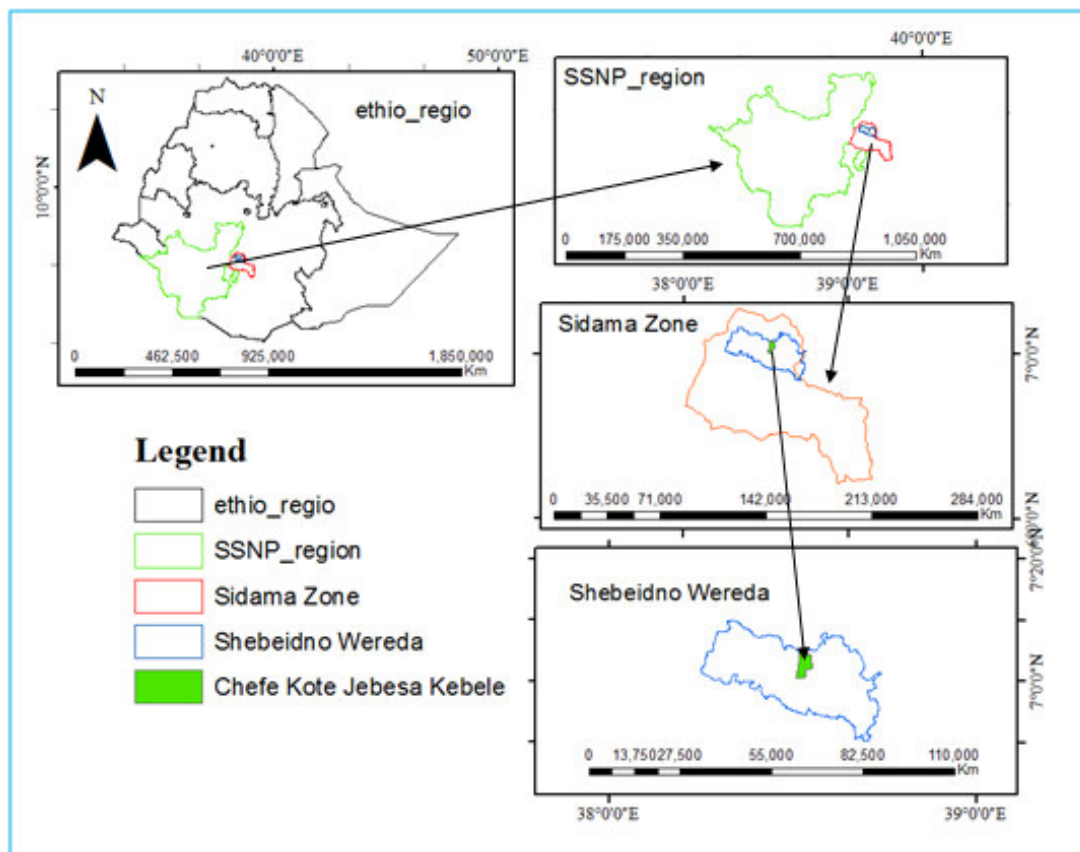 40°0'0"E 50°0'0"E
N
ethio_regio
10°0'0"N
0 462,500 925,000 1,850,000
Km
40°0'0"E
SSNP_region
0 175,000 350,000 700,000 1,050,000
Km
38°0'0"E 39°0'0"E
Sidama Zone
7°0'0"N
0 35,500 71,000 142,000 213,000 284,000
Km
Shebeidno Wereda
7°20'0"N
7°0'0"N
0 13,750 27,500 55,000 82,500 110,000
Km
38°0'0"E 39°0'0"E
Legend
ethio_regio
SSNP_region
Sidama Zone
Shebeidno Wereda
Chefe Kote Jebesa Kebele